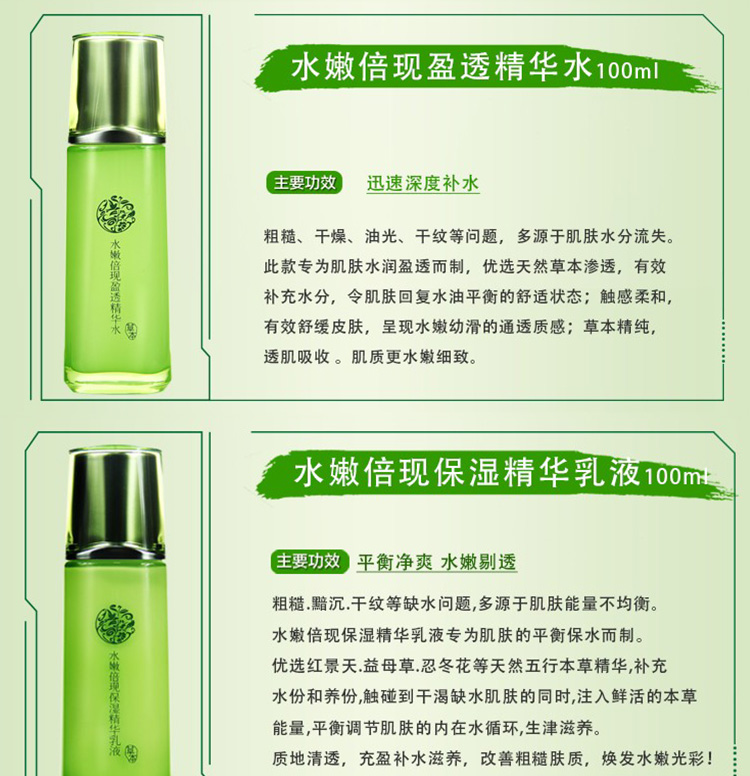 水嫩倍现盈透精华水100ml
主要功效 迅速深度补水
粗糙、干燥、油光、干纹等问题，多源于肌肤水分流失。
此款专为肌肤水润盈透而制，优选天然草本渗透，有效
补充水分，令肌肤回复水油平衡的舒适状态；触感柔和，
有效舒缓皮肤，呈现水嫩幼滑的通透质感；草本精纯，
透肌吸收 。肌质更水嫩细致。
水嫩倍现盈透精华水
草本
水嫩倍现保湿精华乳液100ml
主要功效 平衡净爽 水嫩剔透
粗糙.黯沉.干纹等缺水问题,多源于肌肤能量不均衡。
水嫩倍现保湿精华乳液专为肌肤的平衡保水而制。
优选红景天.益母草.忍冬花等天然五行本草精华,补充
水份和养份,触碰到干渴缺水肌肤的同时,注入鲜活的本草
能量,平衡调节肌肤的内在水循环,生津滋养。
质地清透，充盈补水滋养，改善粗糙肤质，焕发水嫩光彩！
水嫩倍现保湿精华乳液
草本